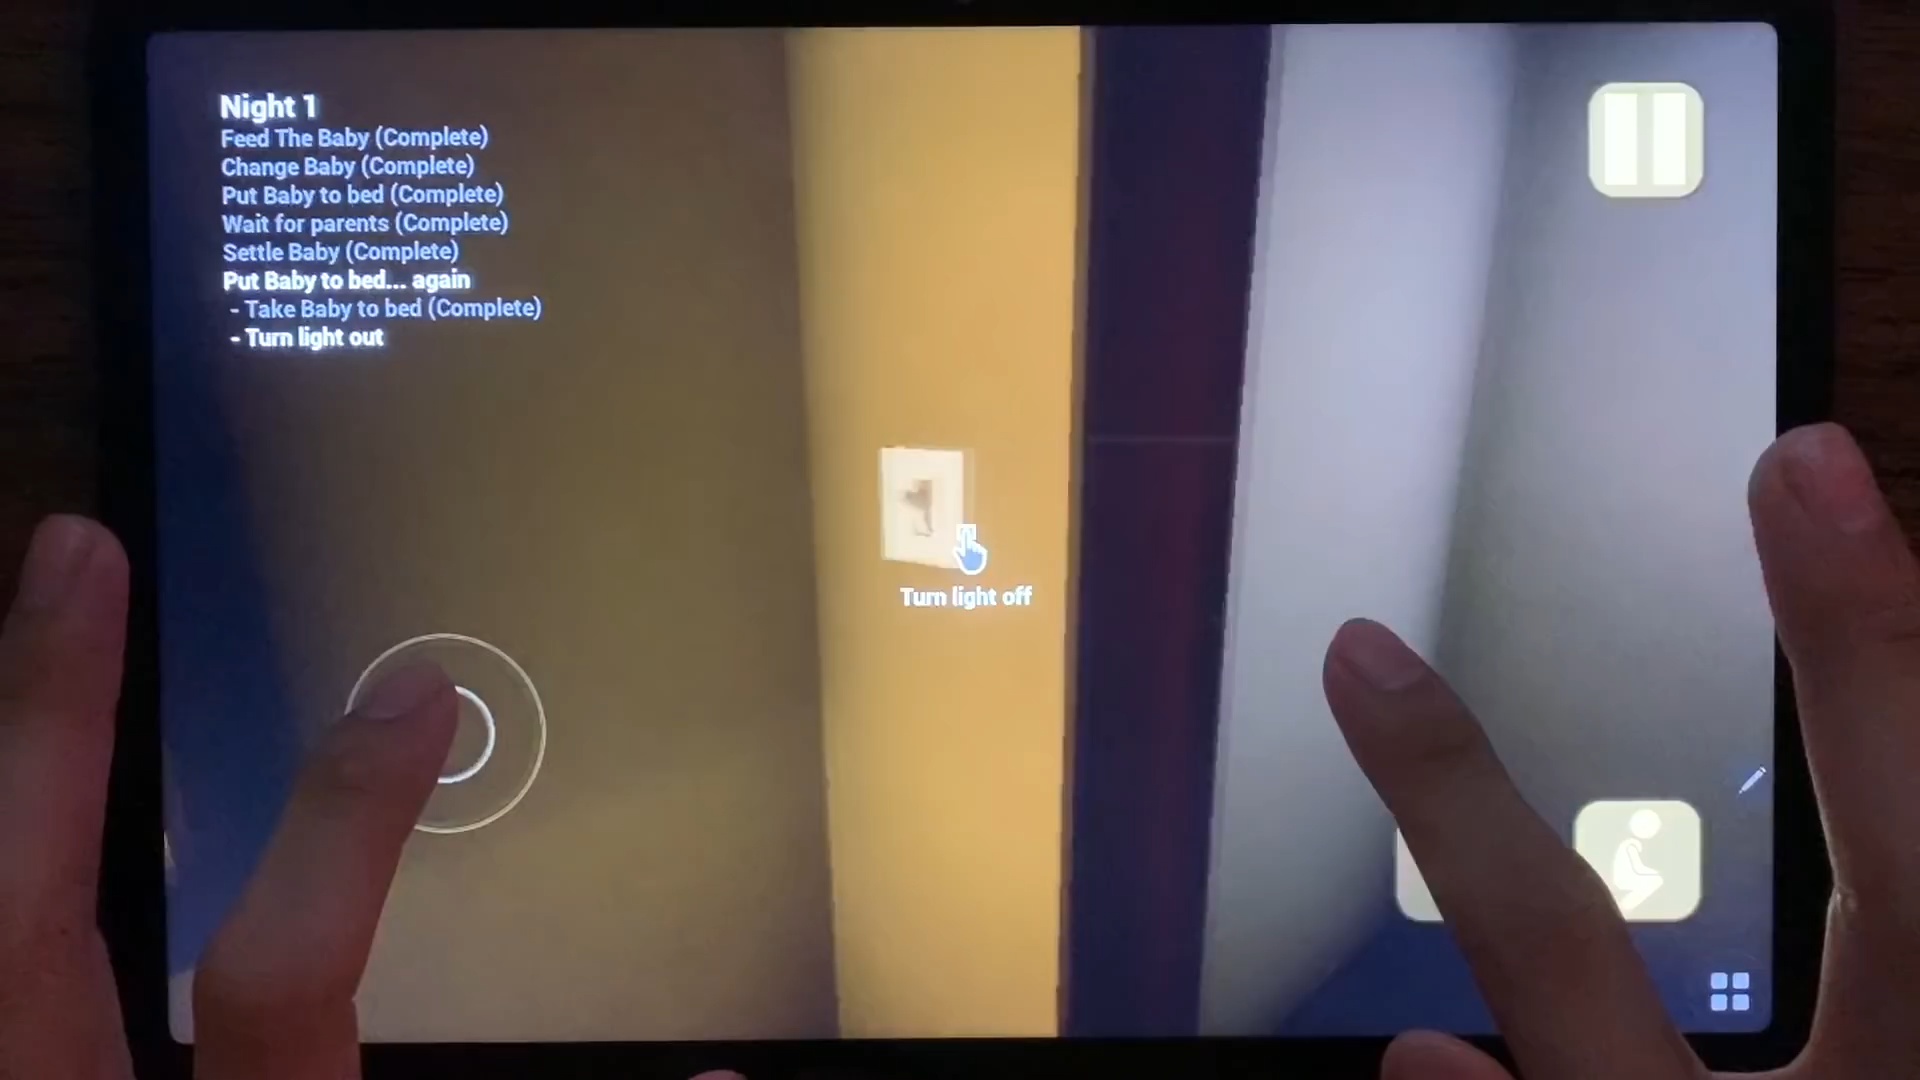 Night 1
Feed The Baby (Complete)
Change Baby (Complete)
Put Baby to bed (Complete)
Wait for parents (Complete)
Settle Baby (Complete)
Put Baby to bed... again
- Take Baby to bed (Complete)
- Turn light out
Turn light off